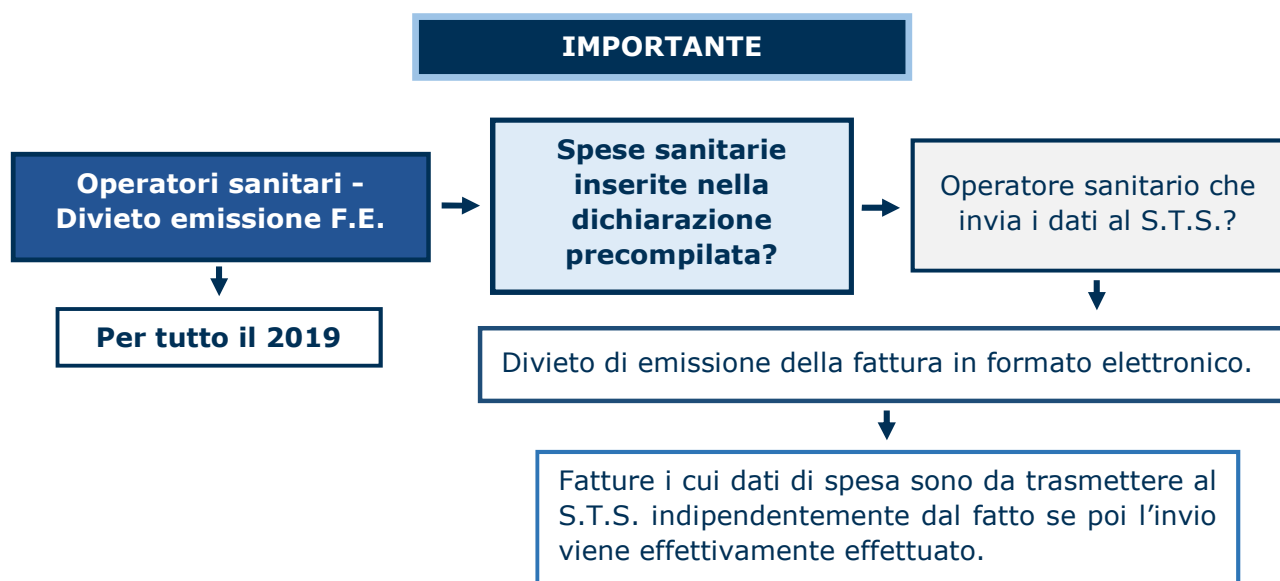 IMPORTANTE
Operatori sanitari -
Divieto emissione F.E.
Per tutto il 2019
Spese sanitarie
inserite nella
dichiarazione
precompilata?
Operatore sanitario che
invia i dati al S.T.S.?
Divieto di emissione della fattura in formato elettronico.
Fatture i cui dati di spesa sono da trasmettere al
S.T.S. indipendentemente dal fatto se poi l’invio
viene effettivamente effettuato.